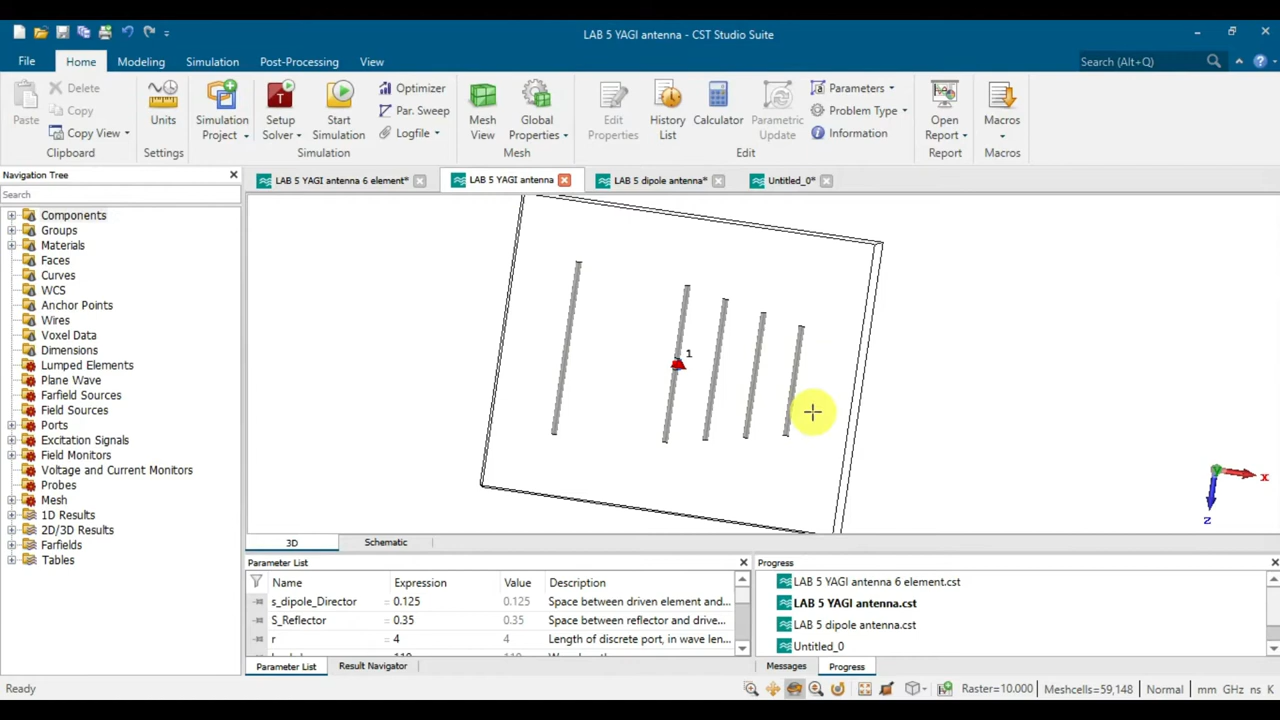 LAB 5 YAGI antenna - CST Studio Suite
File Home Modeling Simulation Post-Processing View Search (Alt+Q)
Paste
Delete
Copy
Copy View
Clipboard
Units
Settings
Simulation Project
Setup Solver
Start Simulation
Optimizer
Par. Sweep
Logfile
Simulation
Mesh View
Global Properties
Mesh
Edit Properties
History List
Calculator
Parametric Update
Parameters
Problem Type
Information
Edit
Open Report
Report
Macros
Macros
Navigation Tree
Search
Components
Groups
Materials
Faces
Curves
WCS
Anchor Points
Wires
Voxel Data
Dimensions
Lumped Elements
Plane Wave
Farfield Sources
Field Sources
Ports
Excitation Signals
Field Monitors
Voltage and Current Monitors
Probes
Mesh
1D Results
2D/3D Results
Farfields
Tables
LAB 5 YAGI antenna 6 element* LAB 5 YAGI antenna LAB 5 dipole antenna* Untitled_0*
1
x
z
3D Schematic
Parameter List
Name Expression Value Description
s_dipole_Director = 0.125 0.125 Space between driven element and...
S_Reflector = 0.35 0.35 Space between reflector and drive...
r = 4 4 Length of discrete port, in wave len...
Parameter List Result Navigator
Progress
LAB 5 YAGI antenna 6 element.cst
LAB 5 YAGI antenna.cst
LAB 5 dipole antenna.cst
Untitled_0
Messages Progress
Ready Raster=10.000 Meshcells=59,148 Normal mm GHz ns K